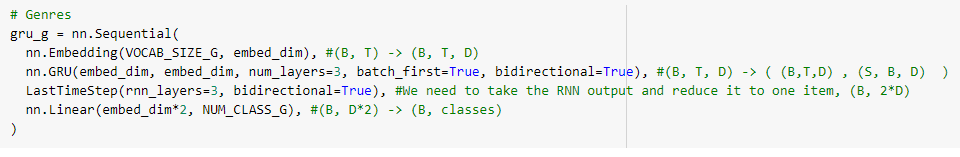 # Genres
gru_g = nn.Sequential(
  nn.Embedding(VOCAB_SIZE_G, embed_dim), #(B, T) -> (B, T, D)
  nn.GRU(embed_dim, embed_dim, num_layers=3, batch_first=True, bidirectional=True), #(B, T, D) -> ( (B,T,D) , (S, B, D)  )
  LastTimeStep(rnn_layers=3, bidirectional=True), #We need to take the RNN output and reduce it to one item, (B, 2*D)
  nn.Linear(embed_dim*2, NUM_CLASS_G), #(B, D*2) -> (B, classes)
)